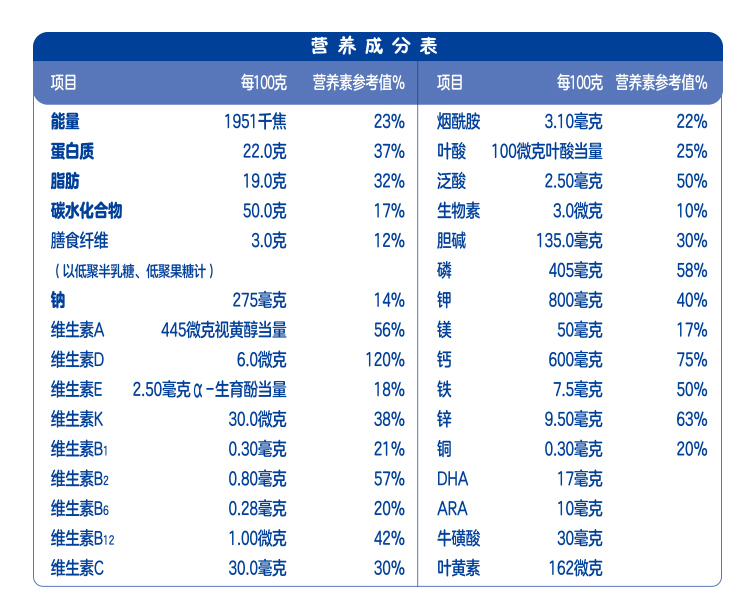 营养成分表
项目 每100克 营养素参考值%
能量 1951千焦 23%
蛋白质 22.0克 37%
脂肪 19.0克 32%
碳水化合物 50.0克 17%
膳食纤维 3.0克 12%
（以低聚半乳糖、低聚果糖计）
钠 275毫克 14%
维生素A 445微克视黄醇当量 56%
维生素D 6.0微克 120%
维生素E 2.50毫克α-生育酚当量 18%
维生素K 30.0微克 38%
维生素B1 0.30毫克 21%
维生素B2 0.80毫克 57%
维生素B6 0.28毫克 20%
维生素B12 1.00微克 42%
维生素C 30.0毫克 30%
项目 每100克 营养素参考值%
烟酰胺 3.10毫克 22%
叶酸 100微克叶酸当量 25%
泛酸 2.50毫克 50%
生物素 3.0微克 10%
胆碱 135.0毫克 30%
磷 405毫克 58%
钾 800毫克 40%
镁 50毫克 17%
钙 600毫克 75%
铁 7.5毫克 50%
锌 9.50毫克 63%
铜 0.30毫克 20%
DHA 17毫克
ARA 10毫克
牛磺酸 30毫克
叶黄素 162微克